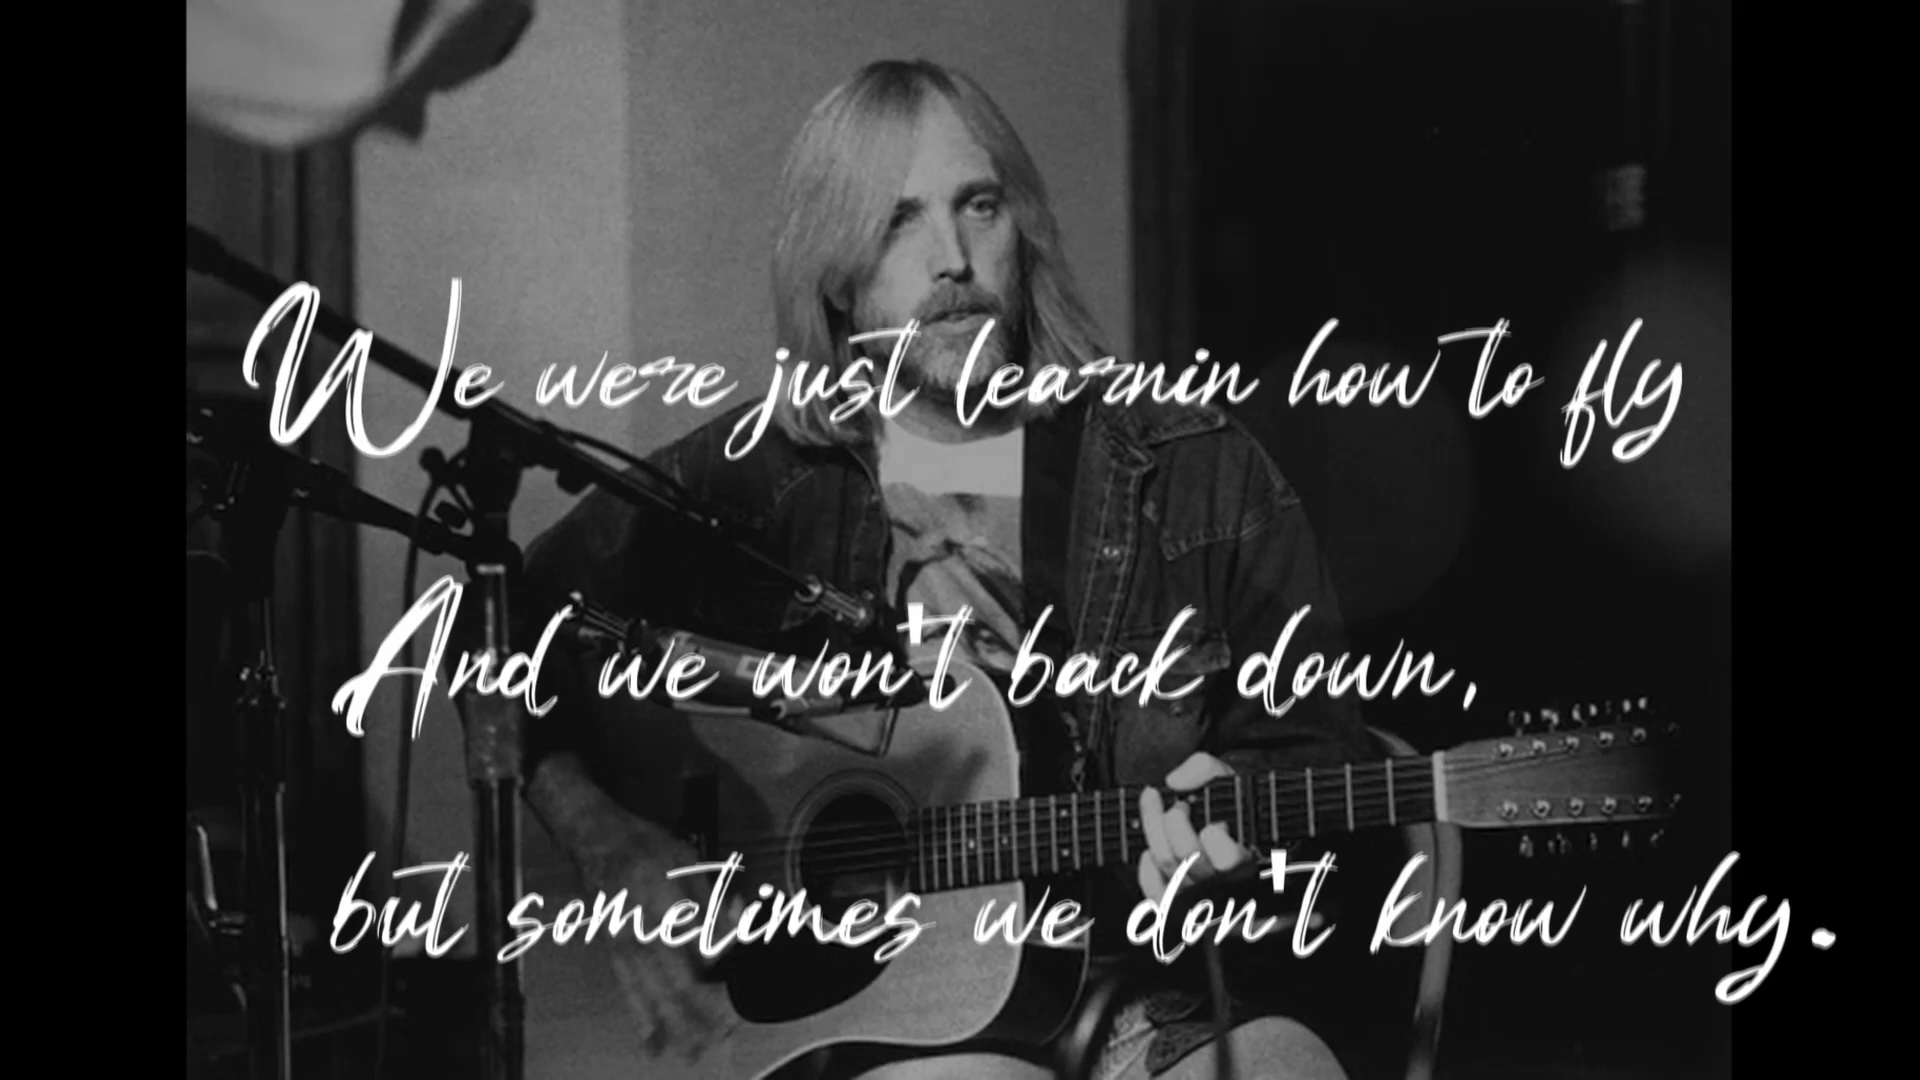 We were just learnin how to fly
And we won't back down,
but sometimes we don't know why.